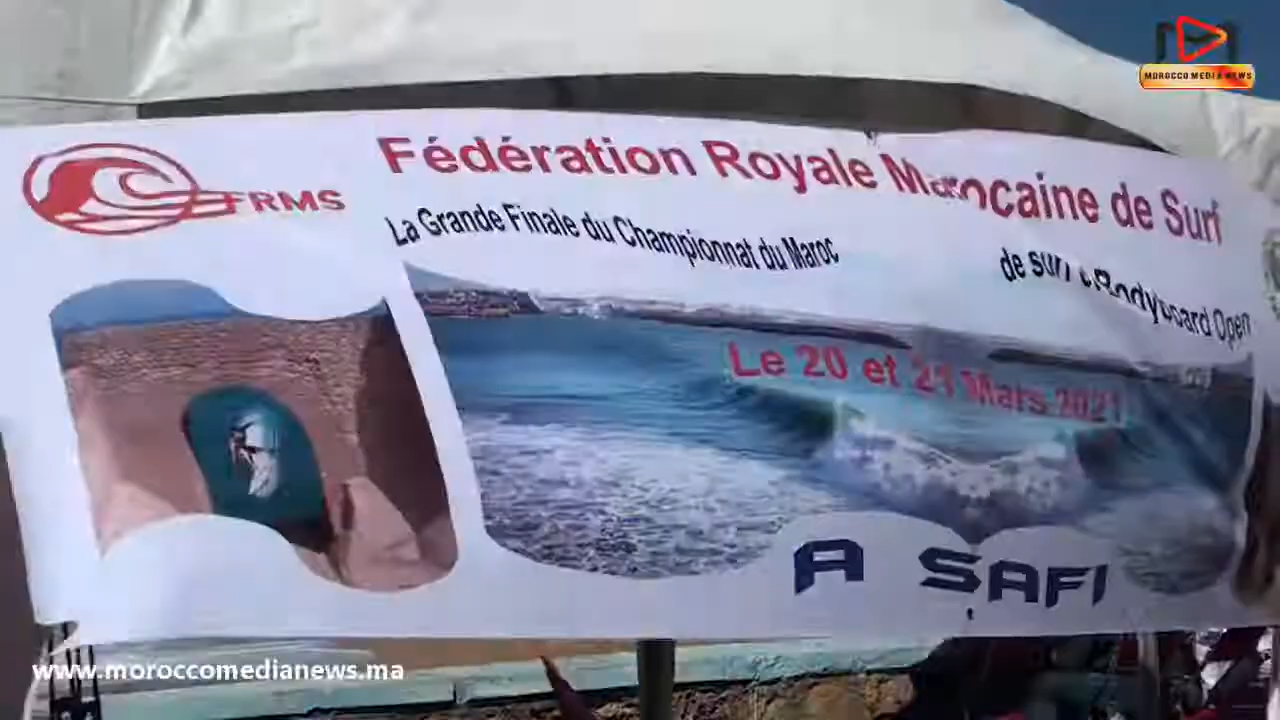 MOROCCO MEDIA NEWS
FRMS
Fédération Royale Marocaine de Surf
La Grande Finale du Championnat du Maroc
de surf Bodyboard Open
Le 20 et 21 Mars 2021
A SAFI
www.moroccomedianews.ma